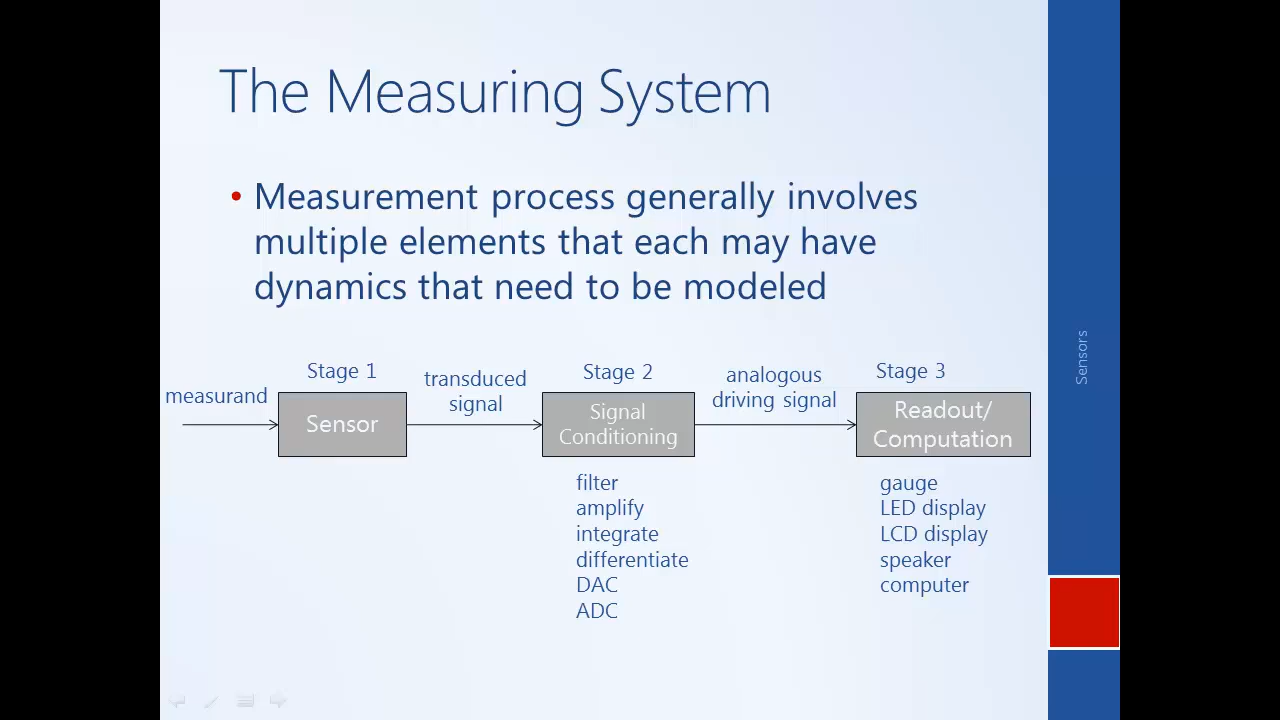 The Measuring System
• Measurement process generally involves
multiple elements that each may have
dynamics that need to be modeled
measurand
Stage 1
Sensor
transduced
signal
Stage 2
Signal
Conditioning
filter
amplify
integrate
differentiate
DAC
ADC
analogous
driving signal
Stage 3
Readout/
Computation
gauge
LED display
LCD display
speaker
computer
Sensors